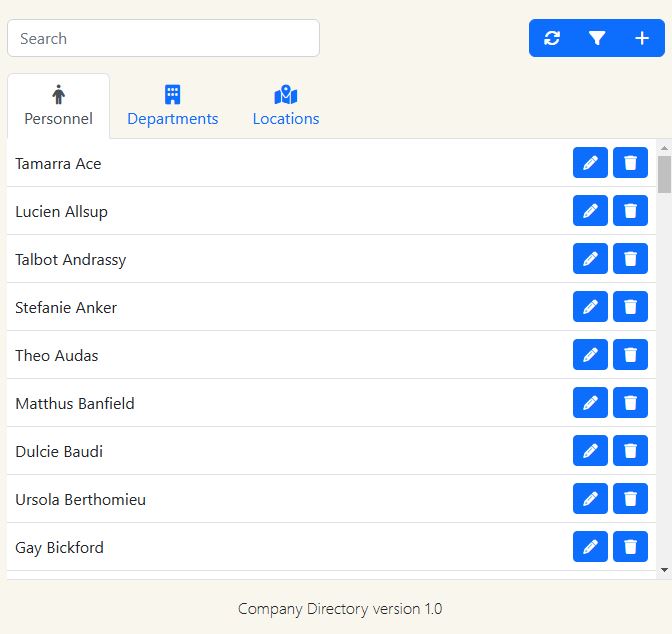 Search
Personnel
Departments
Locations
Tamarra Ace
Lucien Allsup
Talbot Andrassy
Stefanie Anker
Theo Audas
Matthus Banfield
Dulcie Baudi
Ursola Berthomieu
Gay Bickford
Company Directory version 1.0